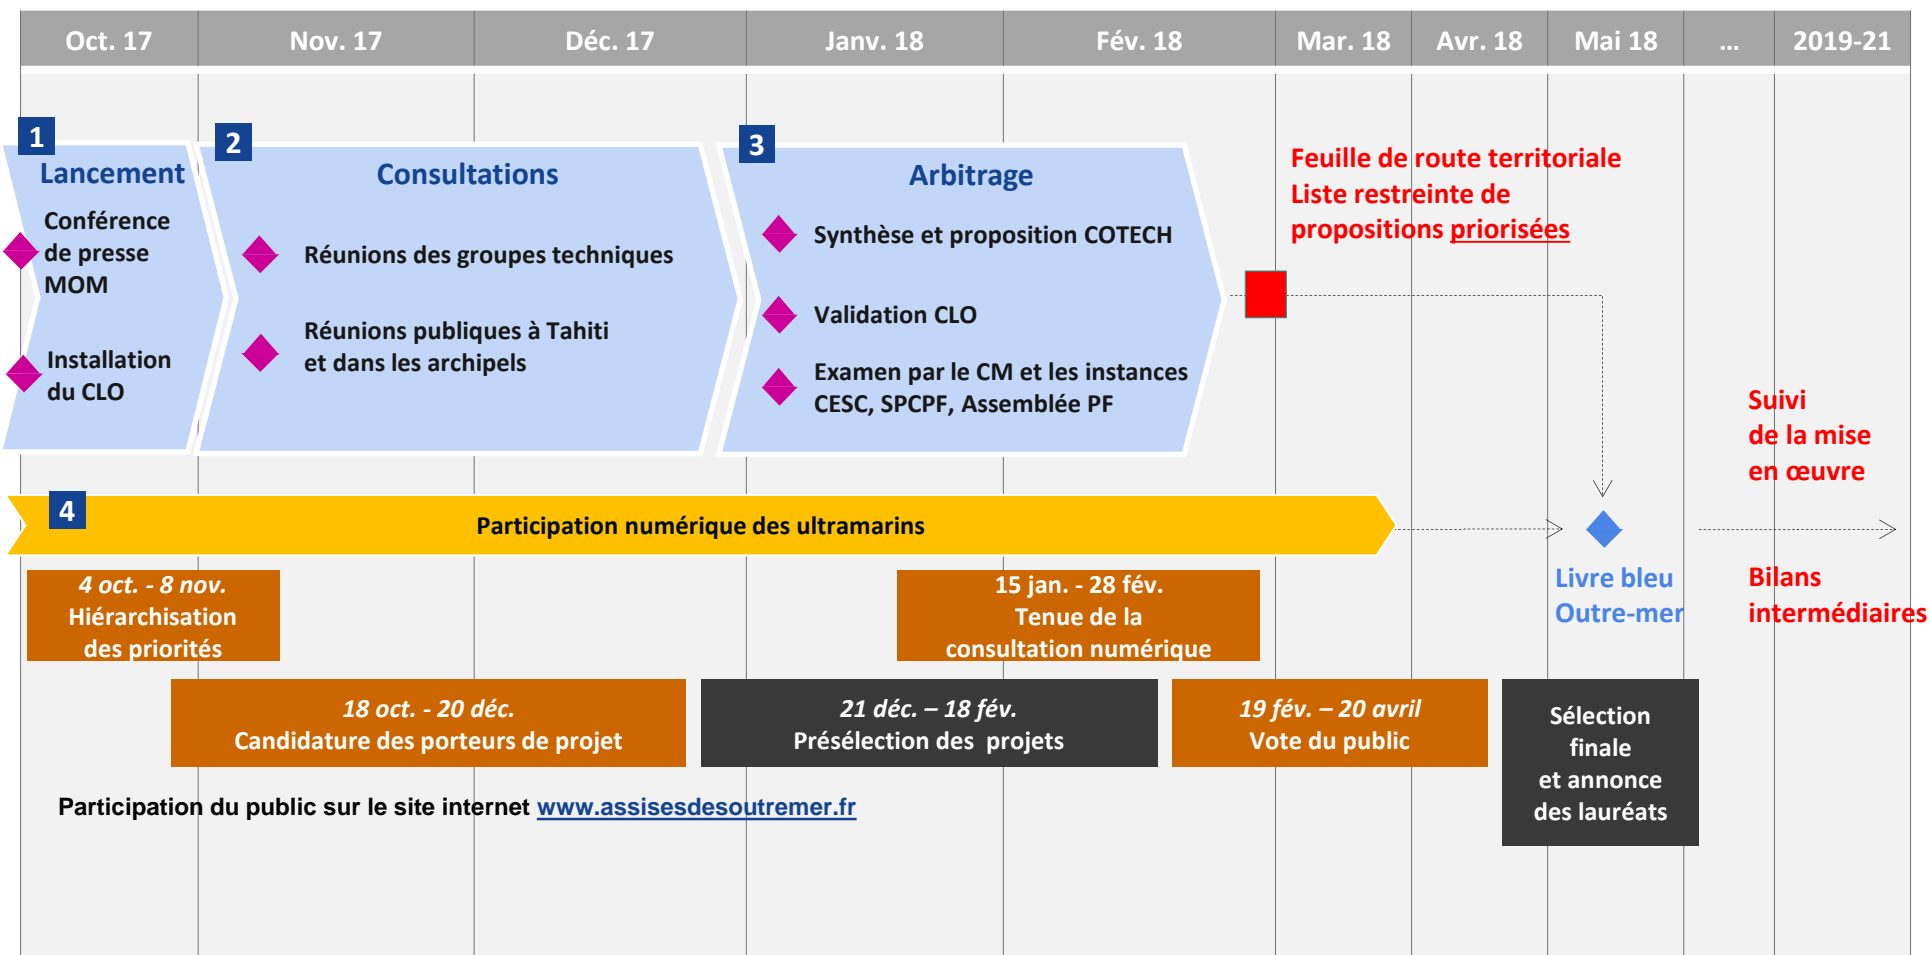 Oct. 17
Nov. 17
Déc. 17
Janv. 18
Fév. 18
Mar. 18
Avr. 18
Mai 18
...
2019-21
1
Lancement
Conférence
de presse
MOM
Installation
du CLO
2
Consultations
Réunions des groupes techniques
Réunions publiques à Tahiti
et dans les archipels
3
Arbitrage
Synthèse et proposition COTECH
Validation CLO
Examen par le CM et les instances
CESC, SPCPF, Assemblée PF
Feuille de route territoriale
Liste restreinte de
propositions priorisées
Suivi
de la mise
en œuvre
4
Participation numérique des ultramarins
Livre bleu
Outre-mer
Bilans
intermédiaires
4 oct. - 8 nov.
Hiérarchisation
des priorités
15 jan. - 28 fév.
Tenue de la
consultation numérique
18 oct. - 20 déc.
Candidature des porteurs de projet
21 déc. – 18 fév.
Présélection des projets
19 fév. – 20 avril
Vote du public
Sélection
finale
et annonce
des lauréats
Participation du public sur le site internet www.assisesdesoutremer.fr